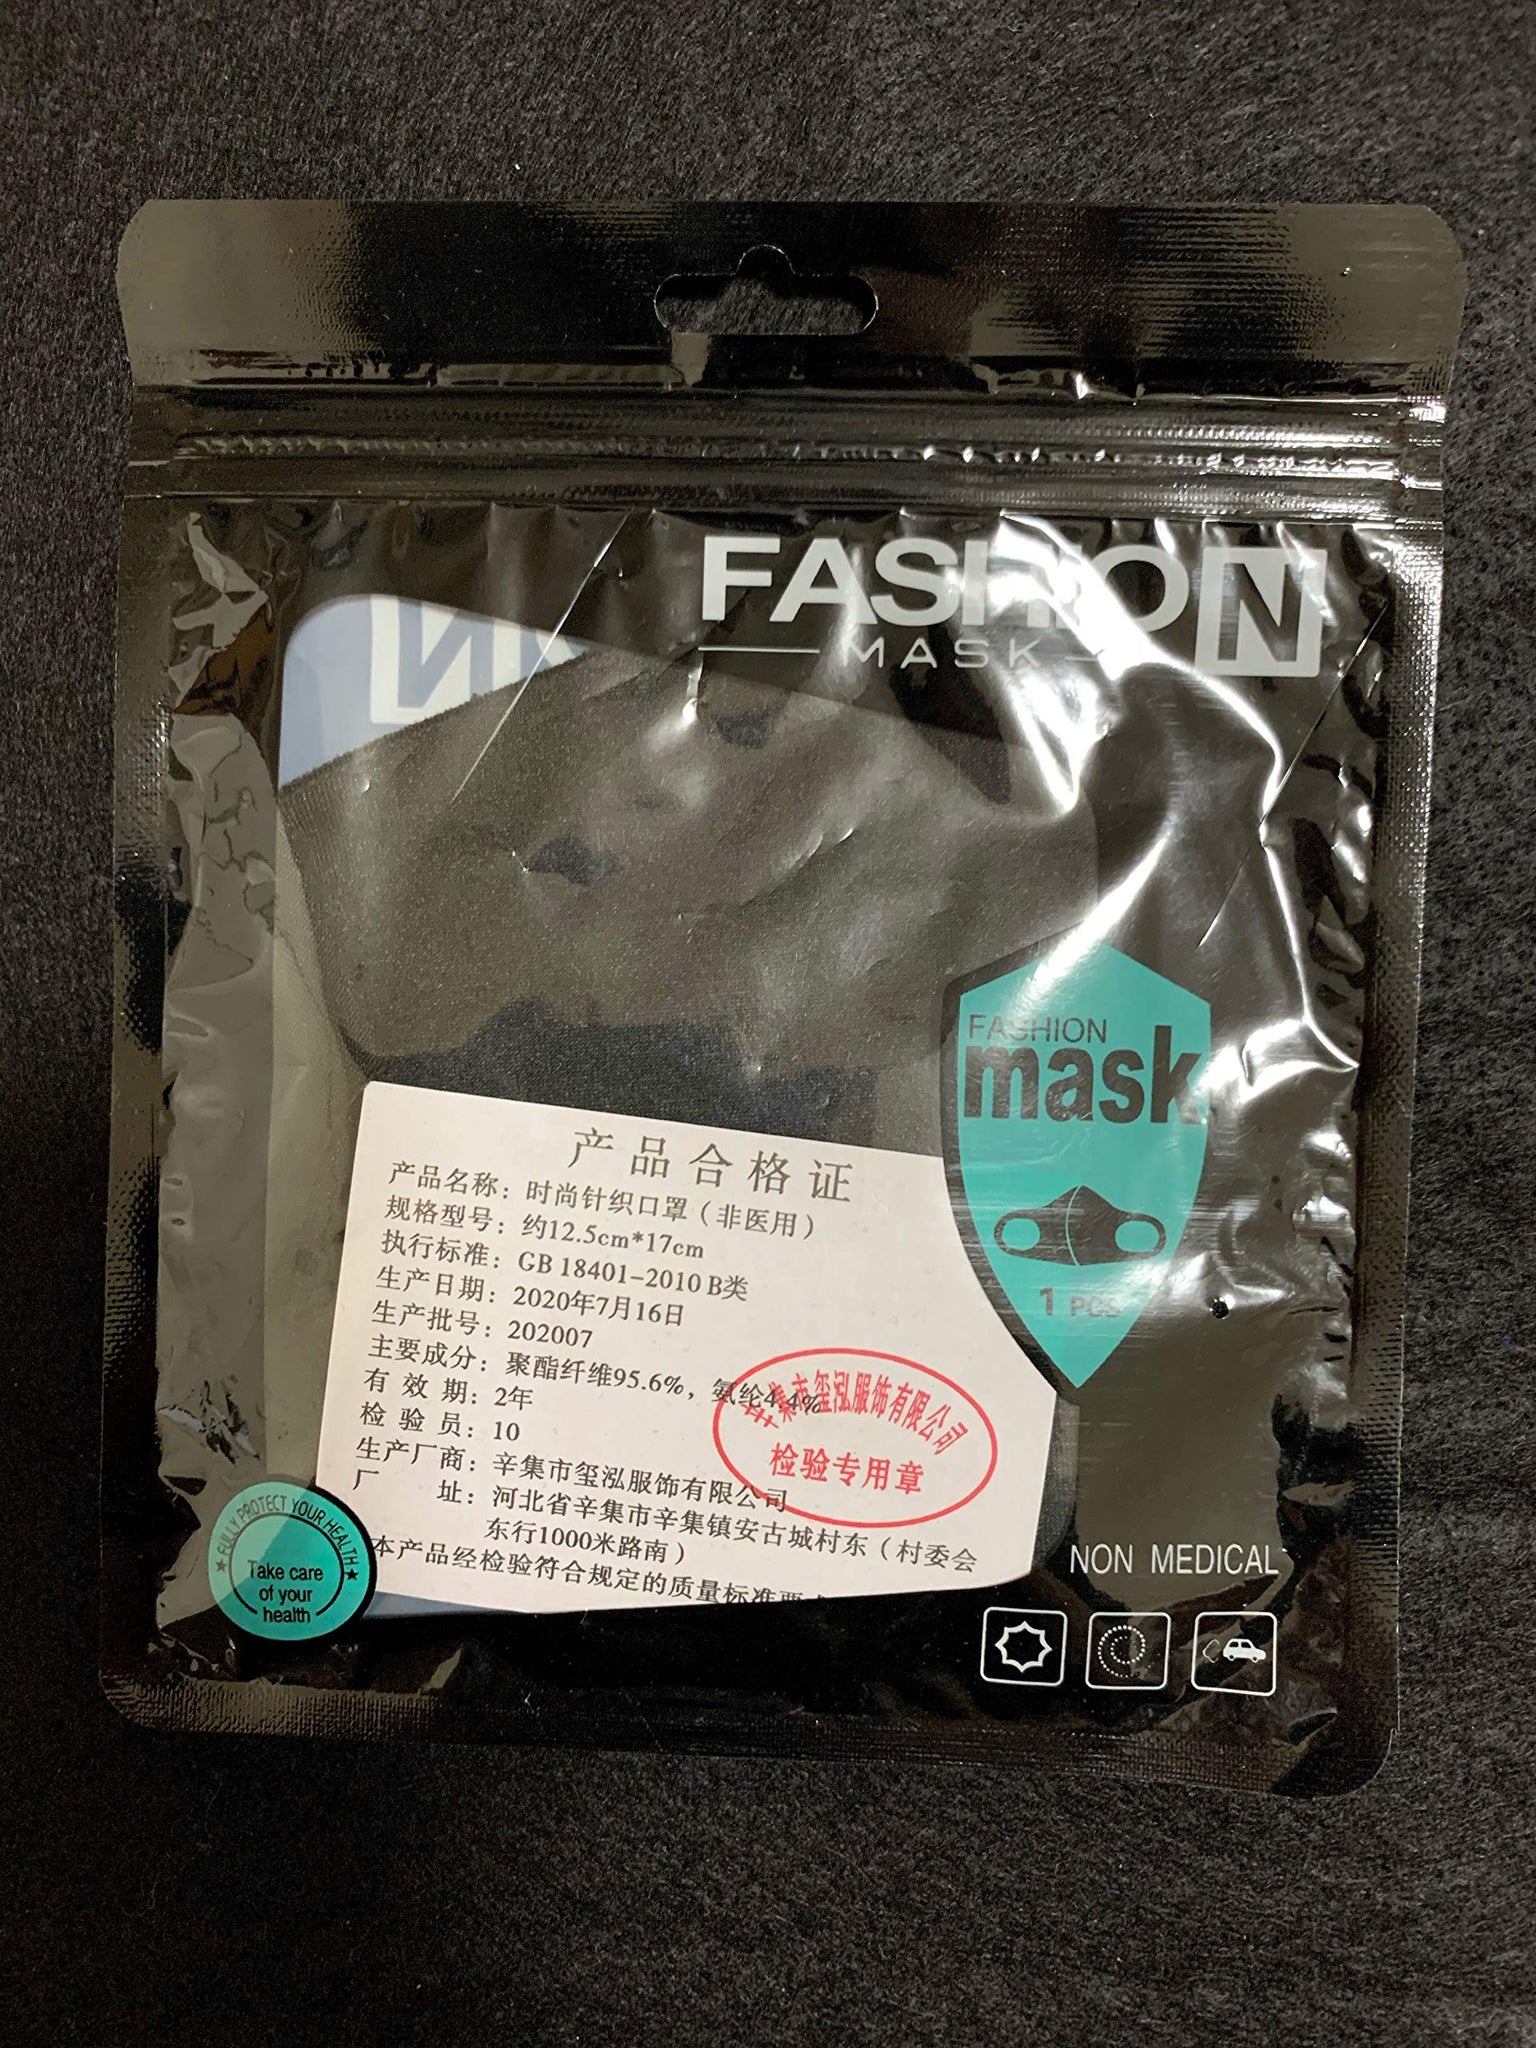 FASHION
MASK
FASHION
mask
1 PCS
产品合格证
产品名称：时尚针织口罩（非医用）
规格型号：约12.5cm*17cm
执行标准：GB 18401-2010 B类
生产日期：2020年7月16日
生产批号：202007
主要成分：聚酯纤维95.6%，氨纶4.4%
有效期：2年
检验员：10
生产厂商：辛集市玺泓服饰有限公司
厂址：河北省辛集市辛集镇安古城村东（村委会
东行1000米路南）
本产品经检验符合规定的质量标准要求
辛集市玺泓服饰有限公司
检验专用章
FULLY PROTECT YOUR HEALTH
Take care
of your
health
NON MEDICAL